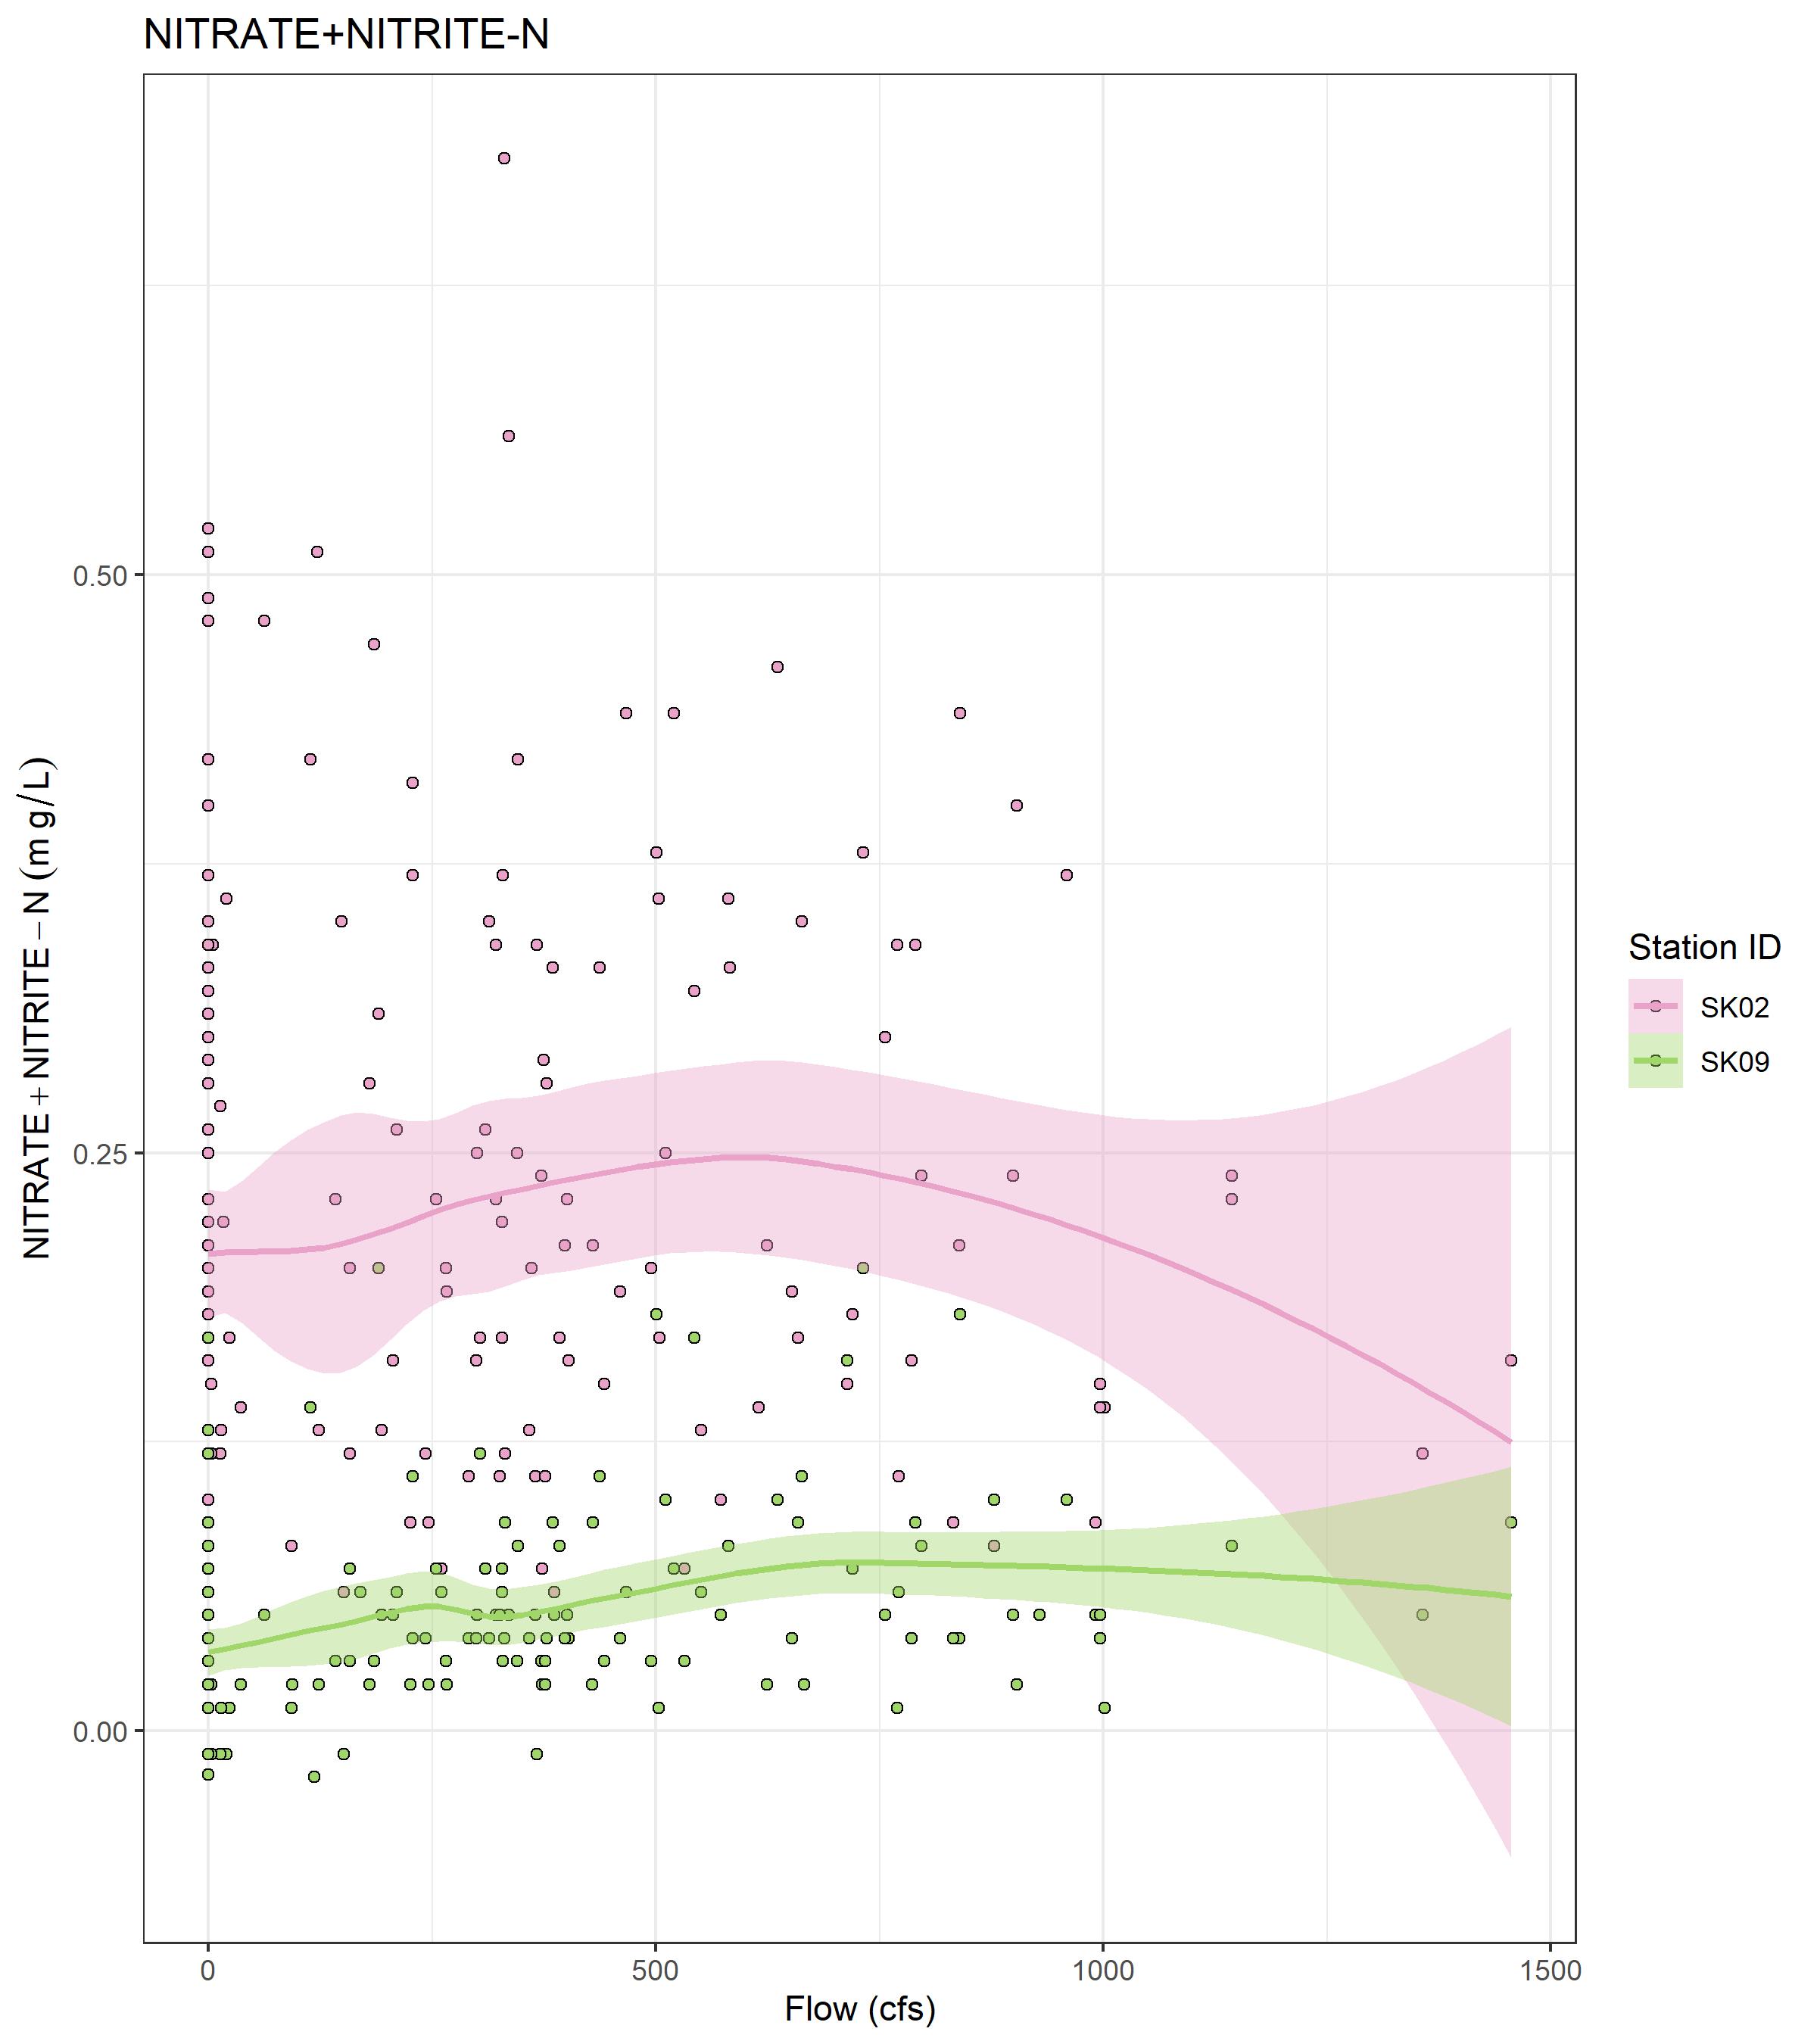 NITRATE+NITRITE-N
NITRATE + NITRITE − N (m g/L)
0.50
0.25
0.00
0
500
1000
1500
Flow (cfs)
Station ID
SK02
SK09